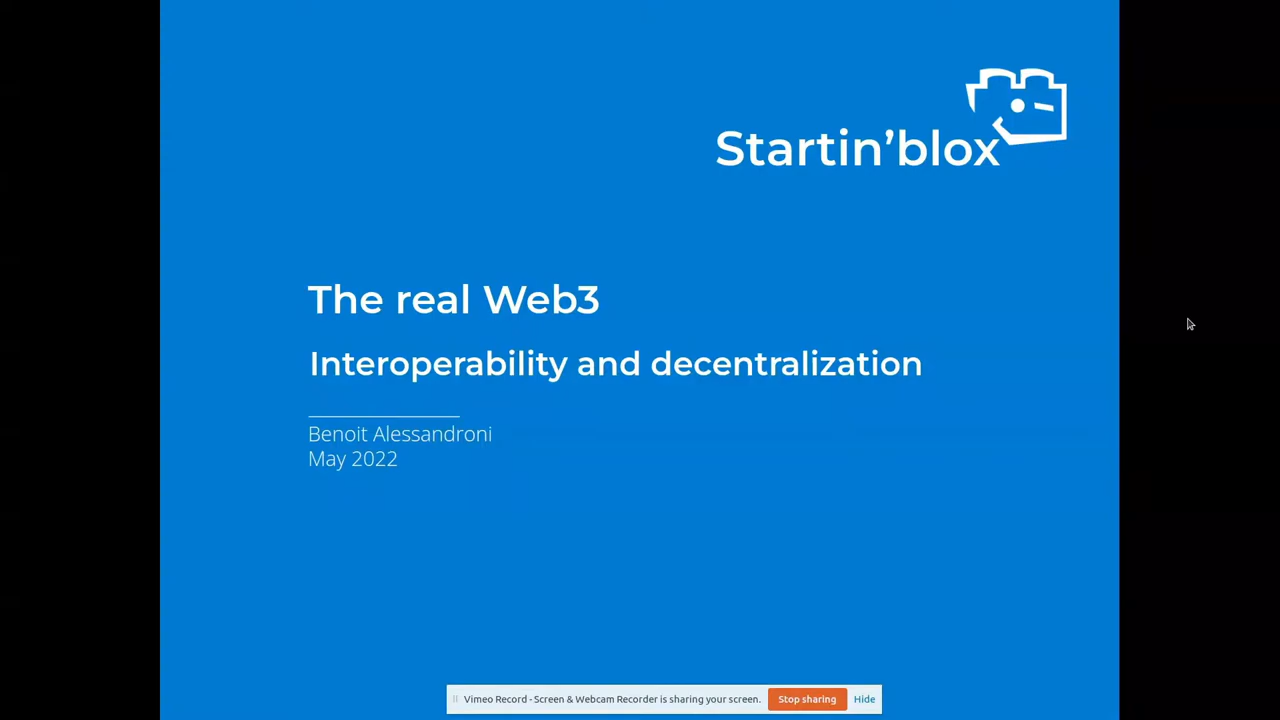 Startin’blox
The real Web3
Interoperability and decentralization
Benoit Alessandroni
May 2022
Vimeo Record - Screen & Webcam Recorder is sharing your screen. Stop sharing Hide